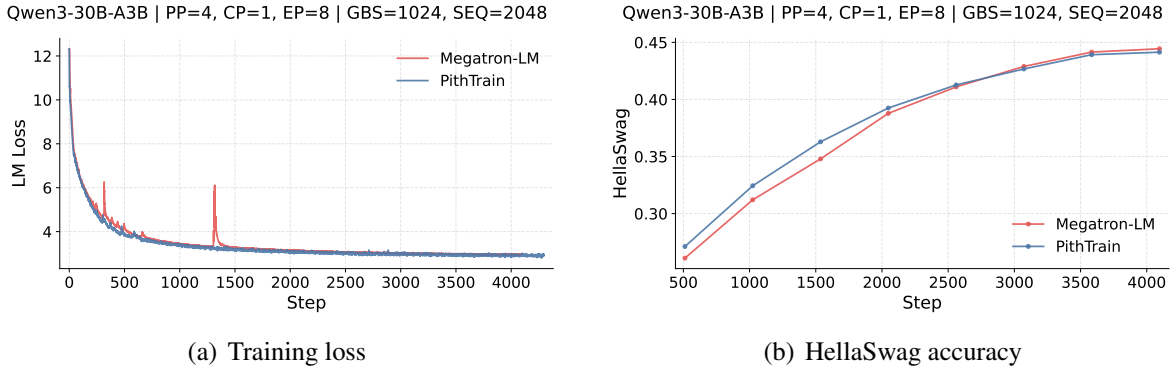 Qwen3-30B-A3B | PP=4, CP=1, EP=8 | GBS=1024, SEQ=2048
12
10
8
6
4
LM Loss
Megatron-LM
PithTrain
0 500 1000 1500 2000 2500 3000 3500 4000
Step
(a) Training loss
Qwen3-30B-A3B | PP=4, CP=1, EP=8 | GBS=1024, SEQ=2048
0.45
0.40
0.35
0.30
HellaSwag
Megatron-LM
PithTrain
500 1000 1500 2000 2500 3000 3500 4000
Step
(b) HellaSwag accuracy